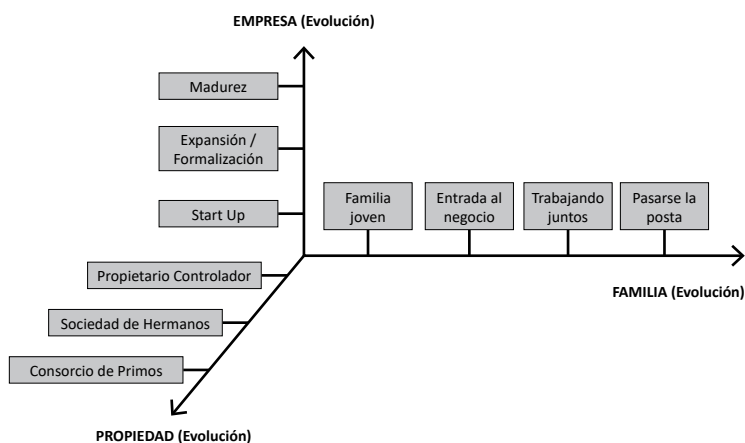 EMPRESA (Evolución)
Madurez
Expansión /
Formalización
Start Up
Familia
joven
Entrada al
negocio
Trabajando
juntos
Pasarse la
posta
Propietario Controlador
Sociedad de Hermanos
Consorcio de Primos
FAMILIA (Evolución)
PROPIEDAD (Evolución)